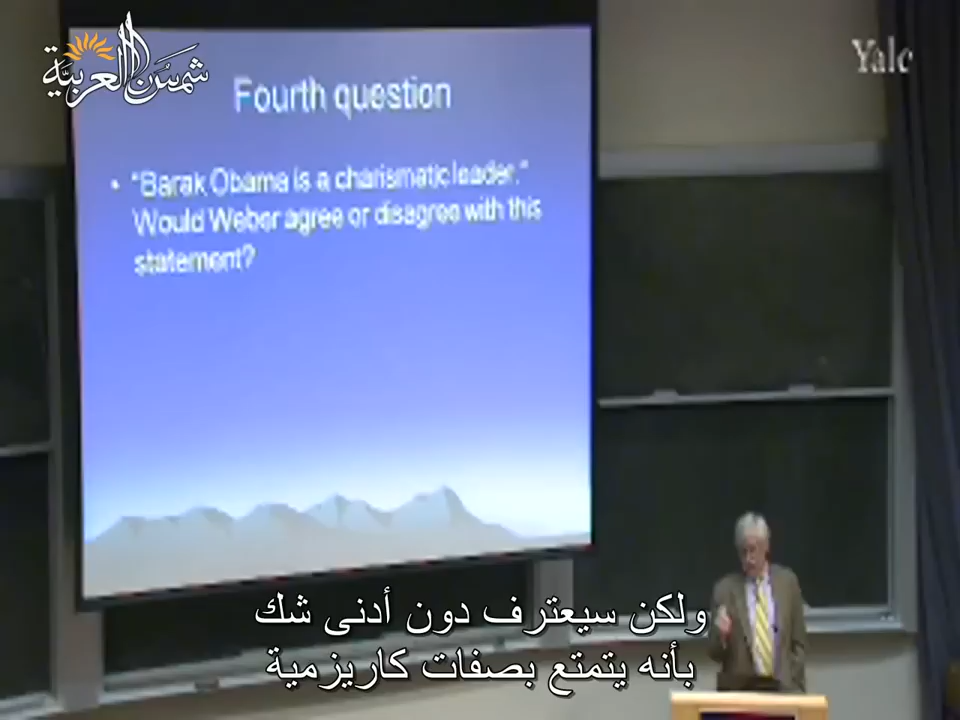 شمس العربية
Yale
Fourth question
• "Barak Obama is a charismatic leader."
Would Weber agree or disagree with this
statement?
ولكن سيعترف دون أدنى شك
بأنه يتمتع بصفات كاريزمية